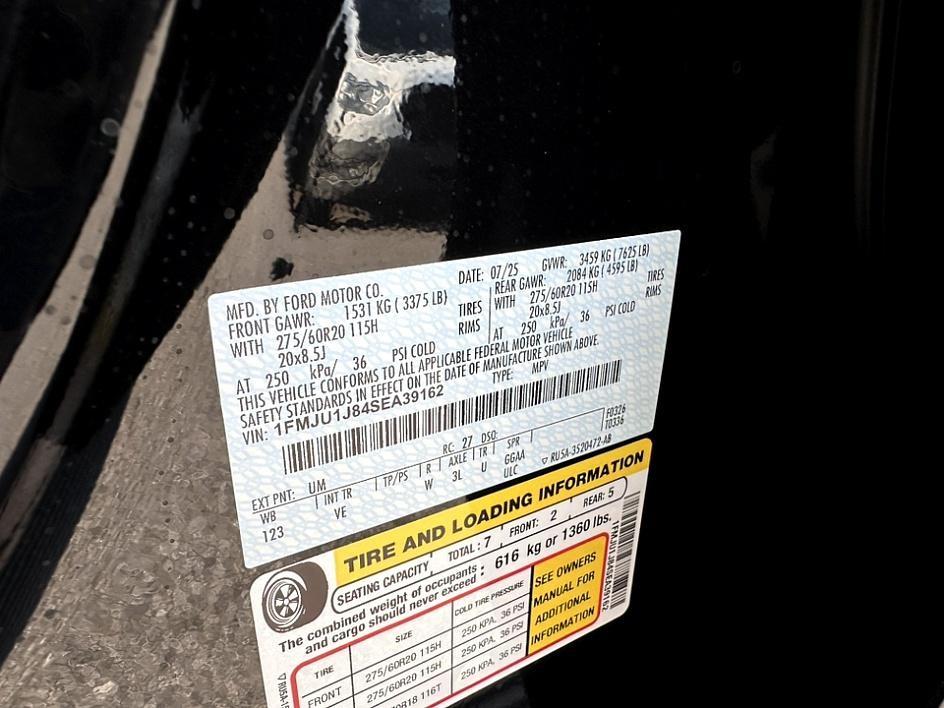 MFD. BY FORD MOTOR CO.
DATE: 07/25 GVWR: 3459 KG (7625 LB)
FRONT GAWR: 1531 KG (3375 LB) REAR GAWR: 2084 KG (4595 LB)
WITH 275/60R20 115H TIRES WITH 275/60R20 115H TIRES
20x8.5J RIMS 20x8.5J RIMS
AT 250 kPa/ 36 PSI COLD AT 250 kPa/ 36 PSI COLD
THIS VEHICLE CONFORMS TO ALL APPLICABLE FEDERAL MOTOR VEHICLE
SAFETY STANDARDS IN EFFECT ON THE DATE OF MANUFACTURE SHOWN ABOVE.
VIN: 1FMJU1J84SEA39162 TYPE: MPV
F0326
T0336
EXT PNT: UM RC: 27 DSO:
WB INT TR TP/PS R AXLE TR SPR
123 VE W 3L U GGAA
ULC ▽ RU5A-3520472-AB
TIRE AND LOADING INFORMATION
SEATING CAPACITY TOTAL: 7 FRONT: 2 REAR: 5
The combined weight of occupants and cargo should never exceed : 616 kg or 1360 lbs.
TIRE SIZE COLD TIRE PRESSURE
FRONT 275/60R20 115H 250 KPA, 36 PSI
275/60R20 115H 250 KPA, 36 PSI
116T 250 KPA, 36 PSI
SEE OWNERS
MANUAL FOR
ADDITIONAL
INFORMATION
1FMJU1J84SEA39162